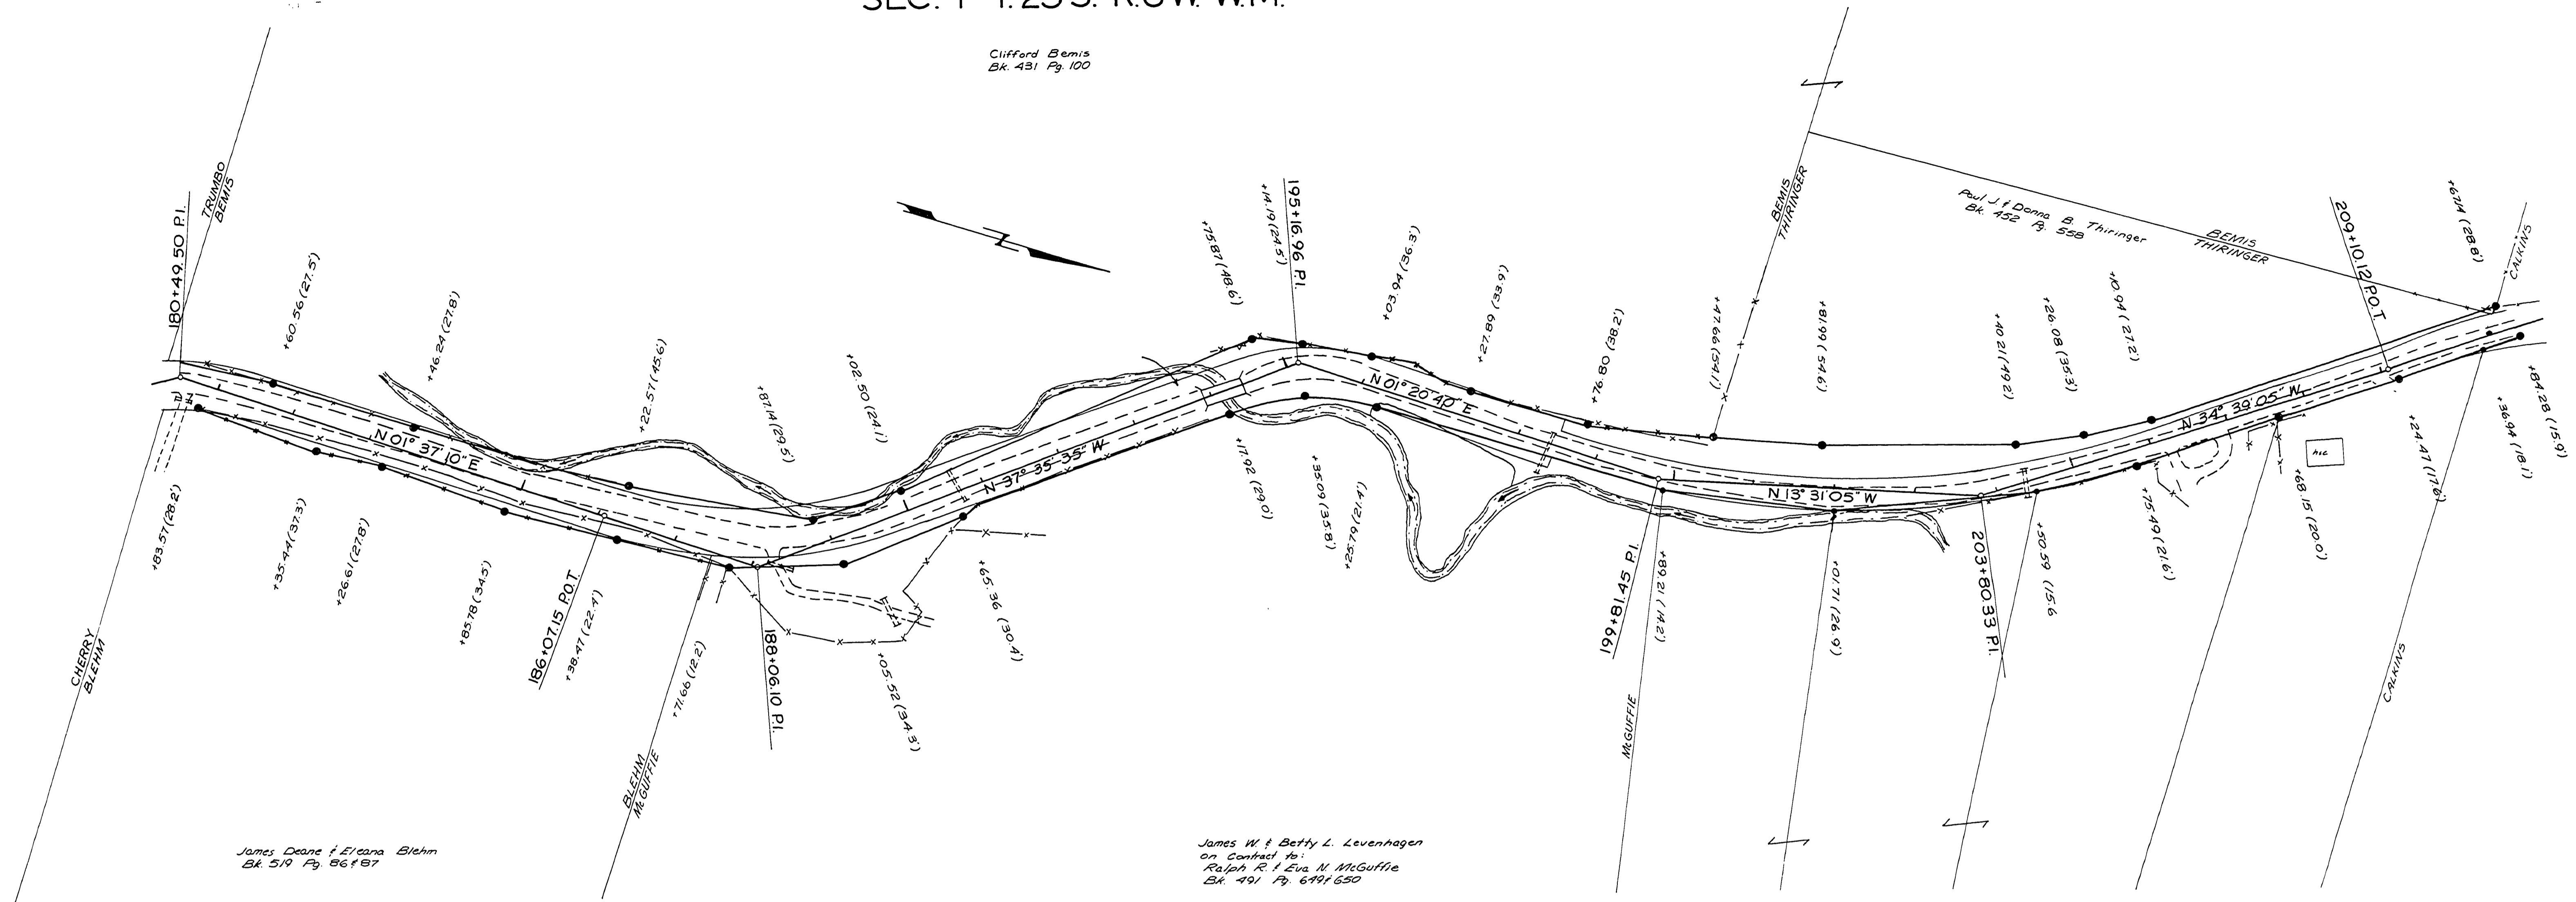 Clifford Bemis
Bk. 431 Pg. 100
TRUMBO
BEMIS
180+49.50 P.I.
+60.56 (27.5')
+46.24 (27.8')
+22.57 (45.6')
+87.14 (29.5')
+02.50 (24.1')
+75.87 (48.6')
+14.19 (24.5')
195+16.96 P.I.
+03.94 (36.3')
+27.89 (33.9')
+76.80 (38.2')
+47.66 (54.1')
BEMIS
THIRINGER
+81.99 (54.6')
+40.21 (49.2')
+26.08 (35.3')
+10.94 (27.2')
Paul J. & Donna B. Thiringer
Bk. 452 Pg. 558
BEMIS
THIRINGER
209+10.12 P.O.T.
+67.14 (28.8')
CALKINS
N 01° 37' 10" E
N 37° 35' 35" W
N 01° 20' 40" E
N 13° 31' 05" W
N 34° 39' 05" W
+83.57 (28.2')
+35.44 (37.3')
+26.61 (27.8')
+85.78 (34.5')
186+07.15 P.O.T.
+38.47 (22.4')
+71.66 (12.2')
188+06.10 P.I.
+05.52 (34.3')
+65.36 (30.4')
+17.92 (29.0')
+35.09 (35.8')
+25.79 (21.4')
199+81.45 P.I.
+89.21 (14.2')
+01.71 (26.9')
203+80.33 P.I.
+50.59 (15.6
+75.49 (21.6')
+68.15 (20.0')
+24.47 (17.6')
+36.94 (18.1')
+84.28 (15.9')
CHERRY
BLEHM
BLEHM
McGUFFIE
McGUFFIE
CALKINS
James Deane & Eleana Blehm
Bk. 519 Pg. 86 & 87
James W. & Betty L. Levenhagen
on Contract to:
Ralph R. & Eva N. McGuffie
Bk. 491 Pg. 649 & 650